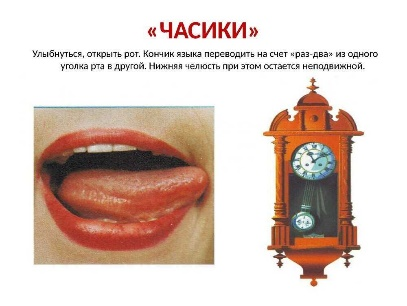 «ЧАСИКИ»
Улыбнуться, открыть рот. Кончик языка переводить на счет «раз-два» из одного
уголка рта в другой. Нижняя челюсть при этом остается неподвижной.